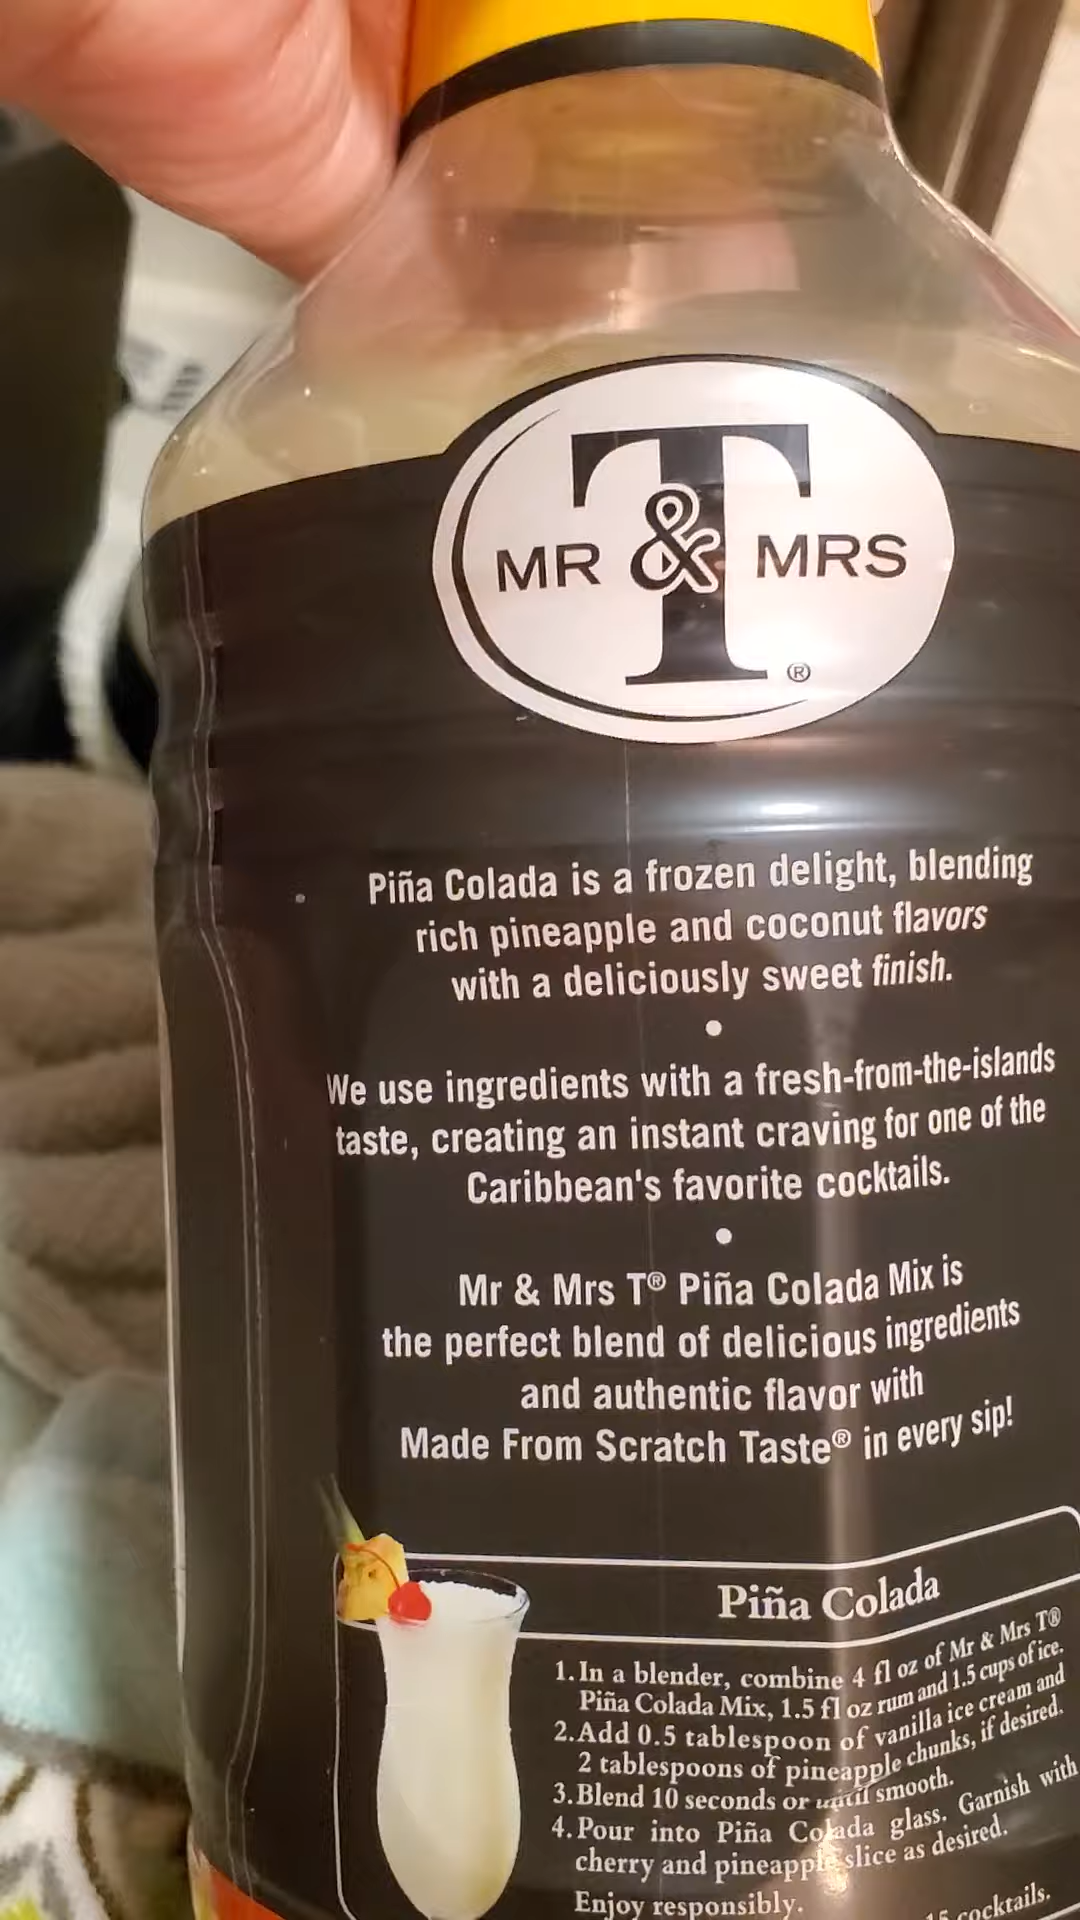 MR & MRS
T®
Piña Colada is a frozen delight, blending
rich pineapple and coconut flavors
with a deliciously sweet finish.
•
We use ingredients with a fresh-from-the-islands
taste, creating an instant craving for one of the
Caribbean's favorite cocktails.
•
Mr & Mrs T® Piña Colada Mix is
the perfect blend of delicious ingredients
and authentic flavor with
Made From Scratch Taste® in every sip!
Piña Colada
1. In a blender, combine 4 fl oz of Mr & Mrs T®
Piña Colada Mix, 1.5 fl oz rum and 1.5 cups of ice.
2. Add 0.5 tablespoon of vanilla ice cream and
2 tablespoons of pineapple chunks, if desired.
3. Blend 10 seconds or until smooth.
4. Pour into Piña Colada glass. Garnish with
cherry and pineapple slice as desired.
Enjoy responsibly.
15 cocktails.